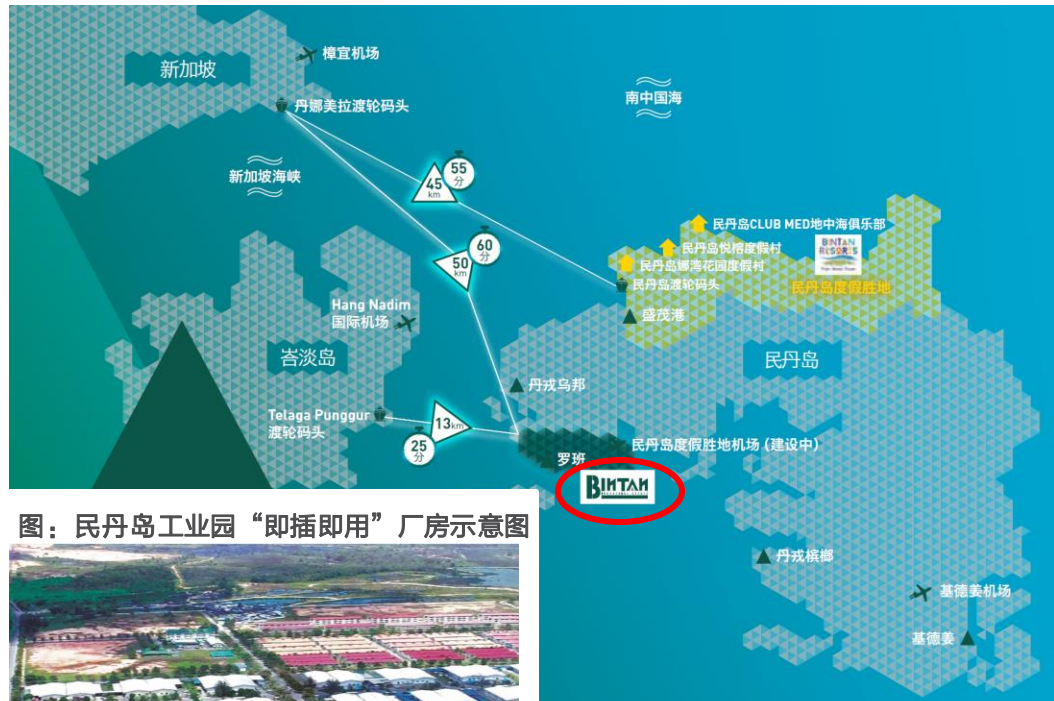 新加坡
樟宜机场
丹娜美拉渡轮码头
南中国海
新加坡海峡
55
分
45
km
60
分
50
km
民丹岛CLUB MED地中海俱乐部
民丹岛悦榕度假村
民丹岛娜湾花园度假村
民丹岛渡轮码头
BINTAN
RESORTS
民丹岛度假胜地
盛茂港
Hang Nadim
国际机场
峇淡岛
民丹岛
丹戎乌邦
Telaga Punggur
渡轮码头
13km
25
分
民丹岛度假胜地机场 (建设中)
罗班
BINTAN
丹戎槟榔
基德姜机场
基德姜
图：民丹岛工业园“即插即用”厂房示意图